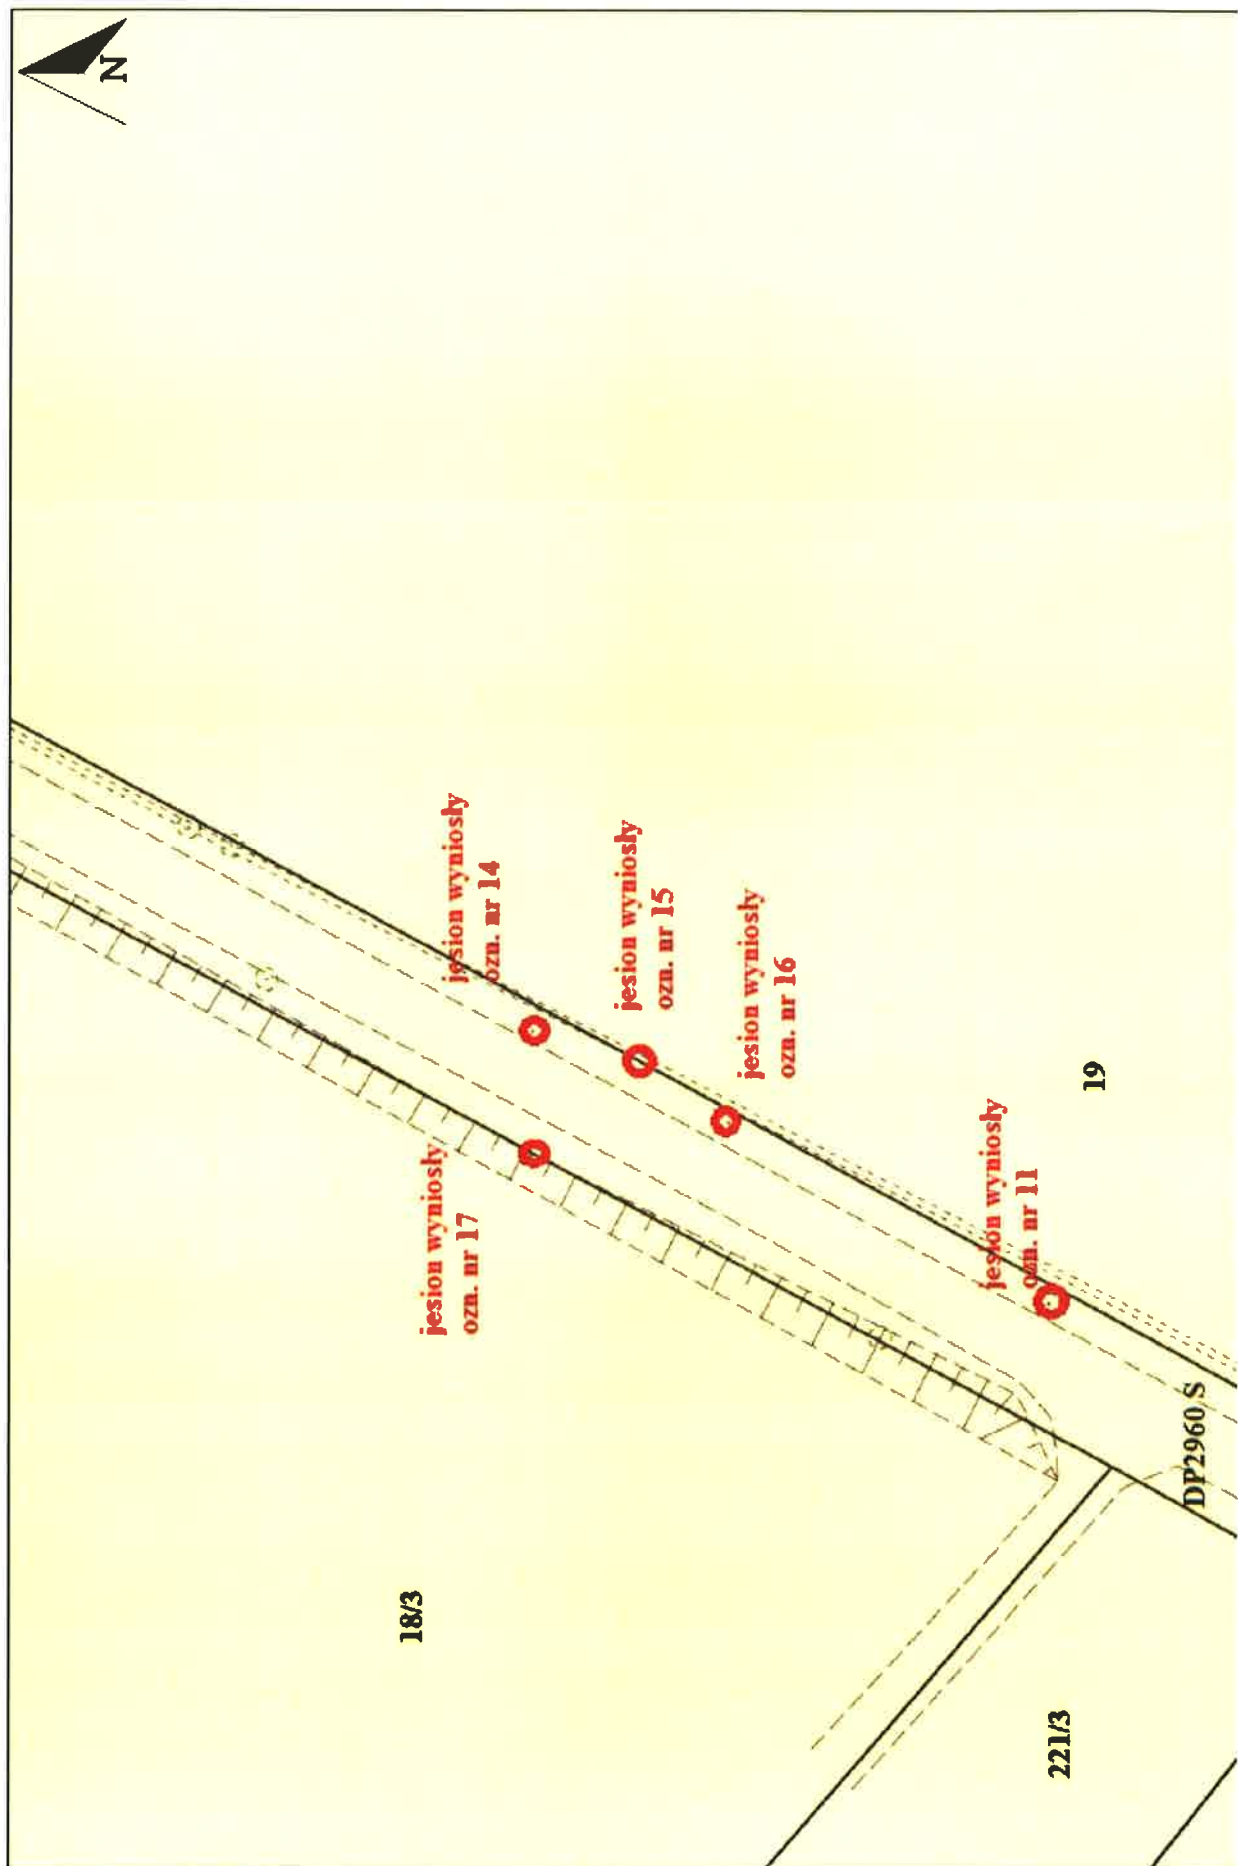 N
jesion wyniosły
ozn. nr 14
jesion wyniosły
ozn. nr 15
jesion wyniosły
ozn. nr 16
jesion wyniosły
ozn. nr 17
jesion wyniosły
ozn. nr 11
19
18/3
221/3
DP2960 S